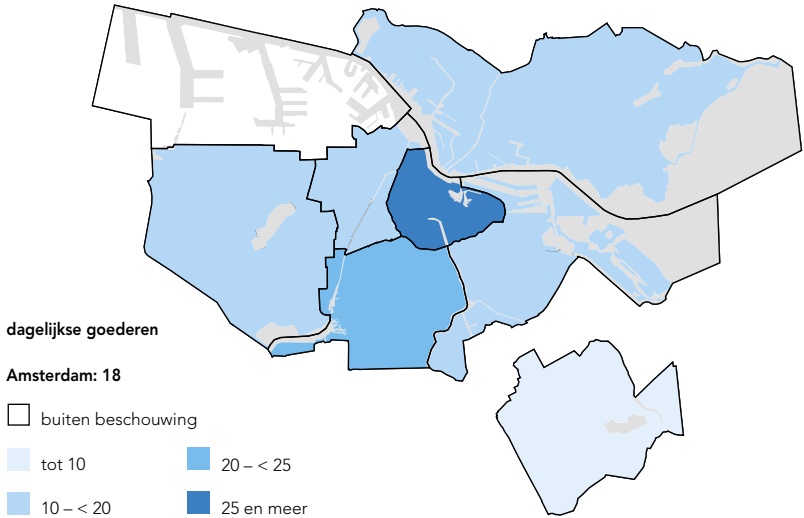 dagelijkse goederen
Amsterdam: 18
buiten beschouwing
tot 10
20 – < 25
10 – < 20
25 en meer